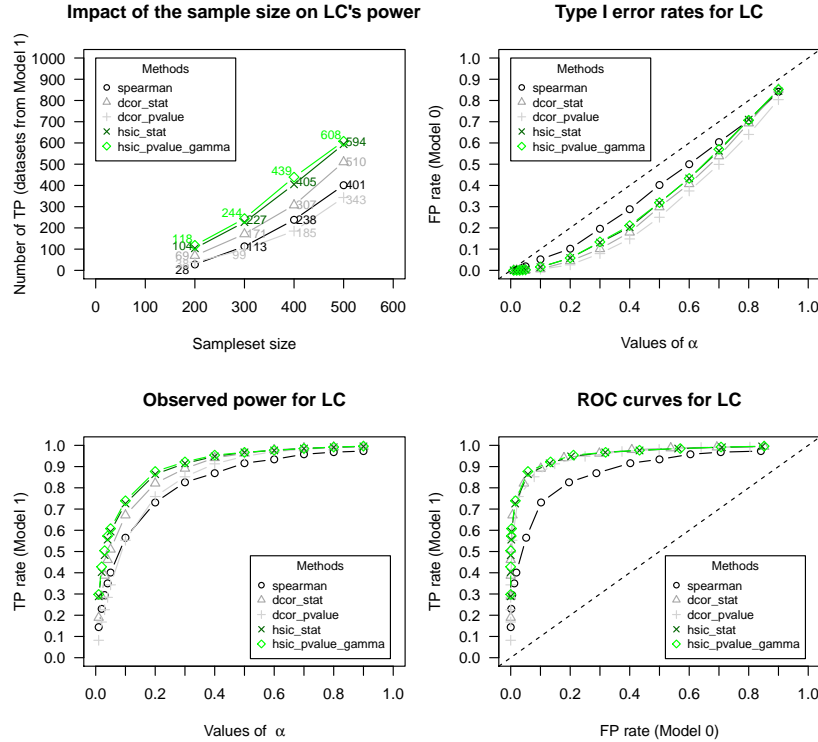 Impact of the sample size on LC's power
Number of TP (datasets from Model 1)
1000
900
800
700
600
500
400
300
200
100
0
Methods
spearman
dcor_stat
dcor_pvalue
hsic_stat
hsic_pvalue_gamma
118
104
69
28
244
227
171
113
99
439
405
307
238
185
608
594
510
401
343
0 100 200 300 400 500 600
Sampleset size
Type I error rates for LC
FP rate (Model 0)
1.0
0.9
0.8
0.7
0.6
0.5
0.4
0.3
0.2
0.1
0.0
Methods
spearman
dcor_stat
dcor_pvalue
hsic_stat
hsic_pvalue_gamma
0.0 0.2 0.4 0.6 0.8 1.0
Values of α
Observed power for LC
TP rate (Model 1)
1.0
0.9
0.8
0.7
0.6
0.5
0.4
0.3
0.2
0.1
0.0
Methods
spearman
dcor_stat
dcor_pvalue
hsic_stat
hsic_pvalue_gamma
0.0 0.2 0.4 0.6 0.8 1.0
Values of α
ROC curves for LC
TP rate (Model 1)
1.0
0.9
0.8
0.7
0.6
0.5
0.4
0.3
0.2
0.1
0.0
Methods
spearman
dcor_stat
dcor_pvalue
hsic_stat
hsic_pvalue_gamma
0.0 0.2 0.4 0.6 0.8 1.0
FP rate (Model 0)